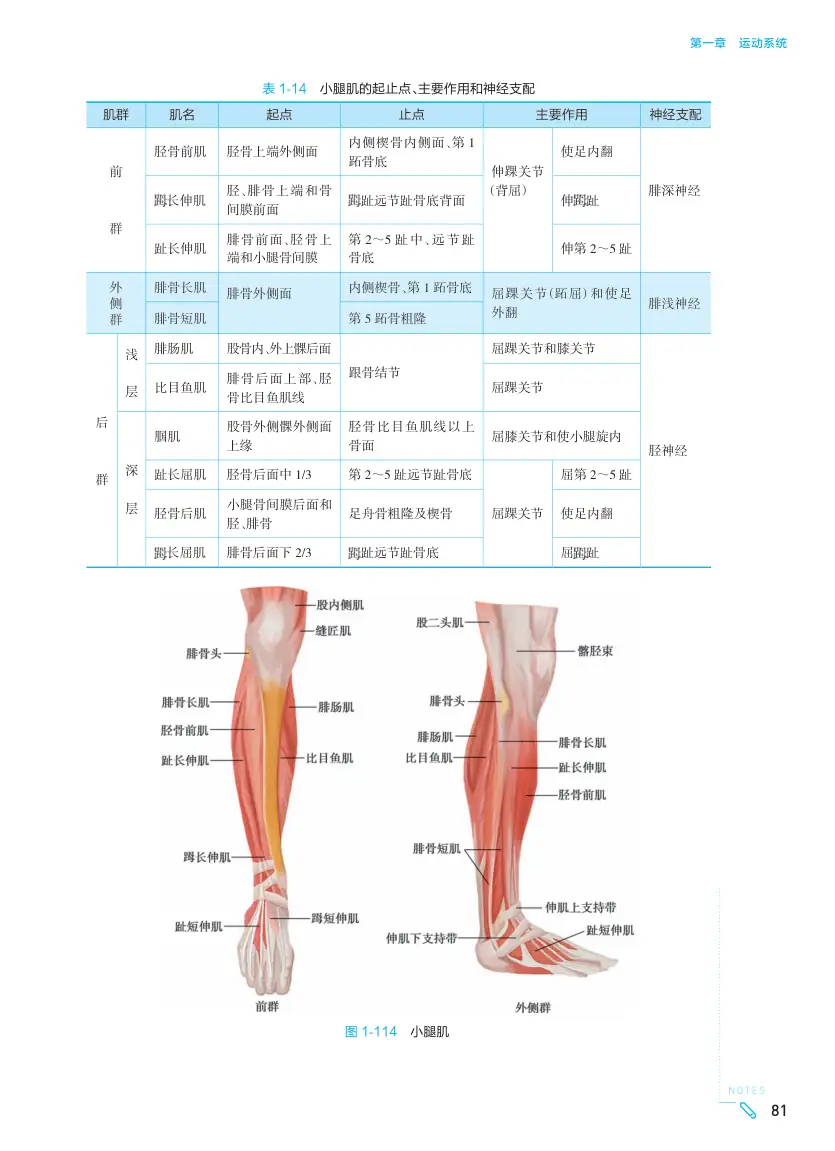 第一章 运动系统
表 1-14 小腿肌的起止点、主要作用和神经支配
肌群 肌名 起点 止点 主要作用 神经支配
前群
胫骨前肌 胫骨上端外侧面 内侧楔骨内侧面、第 1
跖骨底
伸踝关节
(背屈)
使足内翻
腓深神经
𧿹长伸肌 胫、腓骨上端和骨
间膜前面
𧿹趾远节趾骨底背面 伸𧿹趾
趾长伸肌 腓骨前面、胫骨上
端和小腿骨间膜
第 2~5 趾中、远节趾
骨底
伸第 2~5 趾
外侧群
腓骨长肌 腓骨外侧面 内侧楔骨、第 1 跖骨底
屈踝关节(跖屈)和使足
外翻
腓浅神经
腓骨短肌 第 5 跖骨粗隆
后群
浅层
腓肠肌 股骨内、外上髁后面 跟骨结节 屈踝关节和膝关节
胫神经
比目鱼肌 腓骨后面上部、胫
骨比目鱼肌线
屈踝关节
深层
腘肌 股骨外侧髁外侧面
上缘
胫骨比目鱼肌线以上
骨面
屈膝关节和使小腿旋内
趾长屈肌 胫骨后面中 1/3 第 2~5 趾远节趾骨底 屈踝关节 屈第 2~5 趾
胫骨后肌 小腿骨间膜后面和
胫、腓骨
足舟骨粗隆及楔骨 使足内翻
𧿹长屈肌 腓骨后面下 2/3 𧿹趾远节趾骨底 屈𧿹趾
股内侧肌
缝匠肌
腓骨头
腓骨长肌
腓肠肌
胫骨前肌
趾长伸肌
比目鱼肌
𧿹长伸肌
𧿹短伸肌
趾短伸肌
前群
股二头肌
髂胫束
腓骨头
腓肠肌
腓骨长肌
比目鱼肌
趾长伸肌
胫骨前肌
腓骨短肌
伸肌上支持带
趾短伸肌
伸肌下支持带
外侧群
图 1-114 小腿肌
NOTES
81